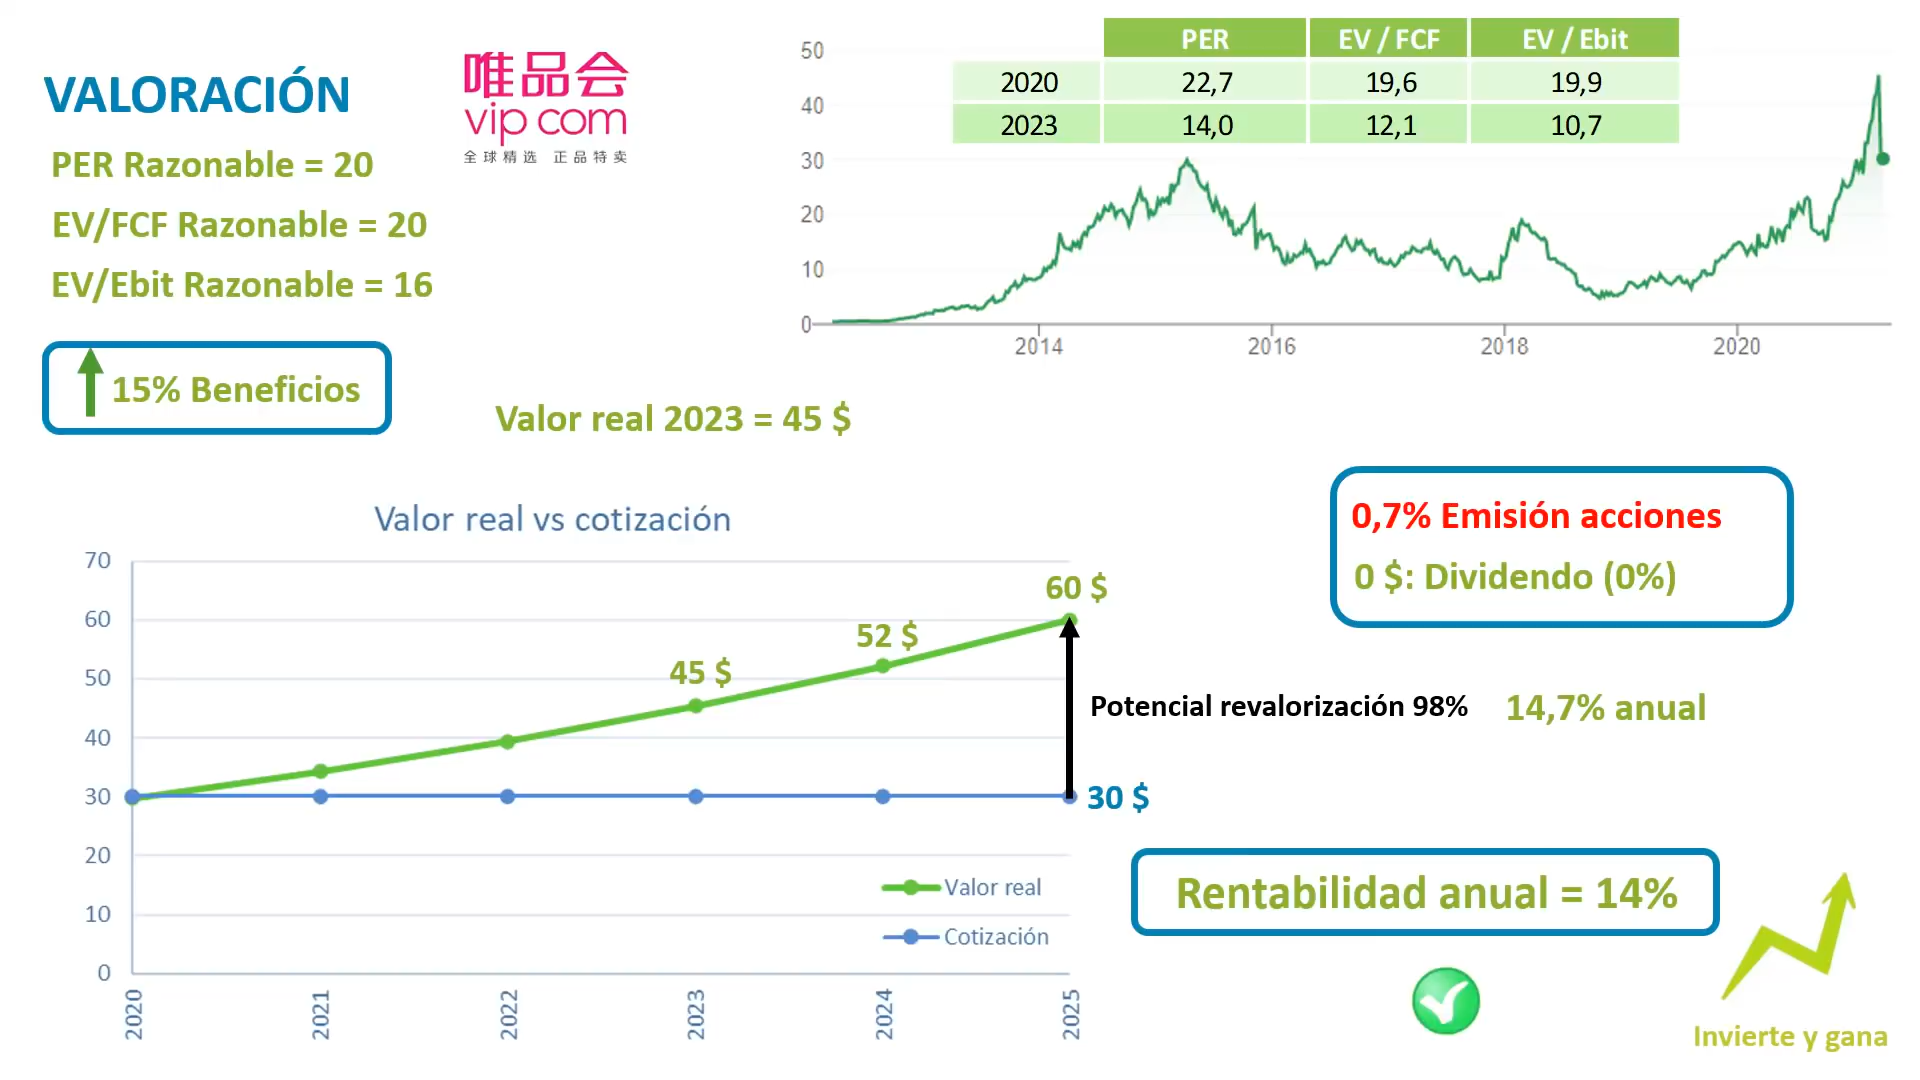 VALORACIÓN
唯品会
vip com
全球精选 正品特卖
PER Razonable = 20
EV/FCF Razonable = 20
EV/Ebit Razonable = 16
15% Beneficios
Valor real 2023 = 45 $
PER EV / FCF EV / Ebit
2020 22,7 19,6 19,9
2023 14,0 12,1 10,7
50
40
30
20
10
0
2014 2016 2018 2020
Valor real vs cotización
70
60
50
40
30
20
10
0
2020 2021 2022 2023 2024 2025
45 $
52 $
60 $
30 $
Valor real
Cotización
0,7% Emisión acciones
0 $: Dividendo (0%)
Potencial revalorización 98%
14,7% anual
Rentabilidad anual = 14%
Invierte y gana